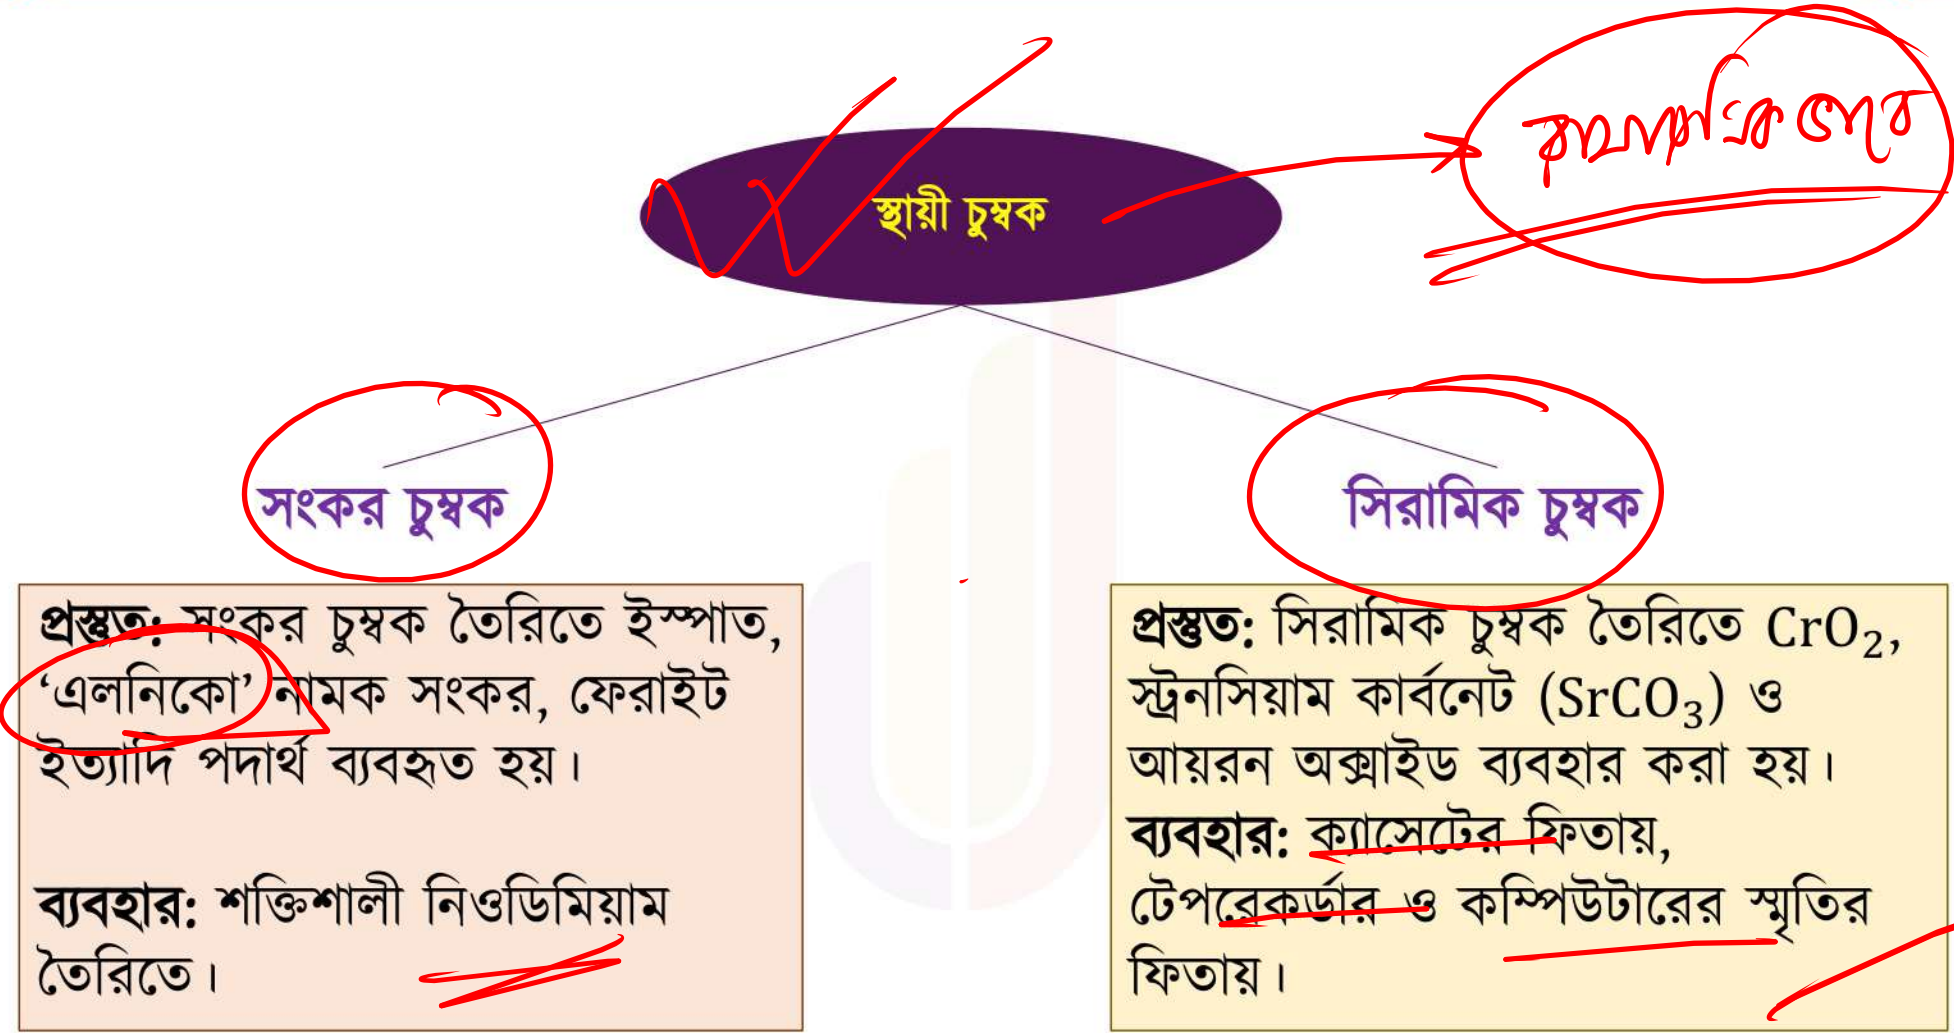 স্থায়ী চুম্বক
সংকর চুম্বক
প্রস্তুত: সংকর চুম্বক তৈরিতে ইস্পাত,
‘এলনিকো’ নামক সংকর, ফেরাইট
ইত্যাদি পদার্থ ব্যবহৃত হয়।
ব্যবহার: শক্তিশালী নিওডিমিয়াম
তৈরিতে।
সিরামিক চুম্বক
প্রস্তুত: সিরামিক চুম্বক তৈরিতে CrO₂,
স্ট্রনসিয়াম কার্বনেট (SrCO₃) ও
আয়রন অক্সাইড ব্যবহার করা হয়।
ব্যবহার: ক্যাসেটের ফিতায়,
টেপরেকর্ডার ও কম্পিউটারের স্মৃতির
ফিতায়।